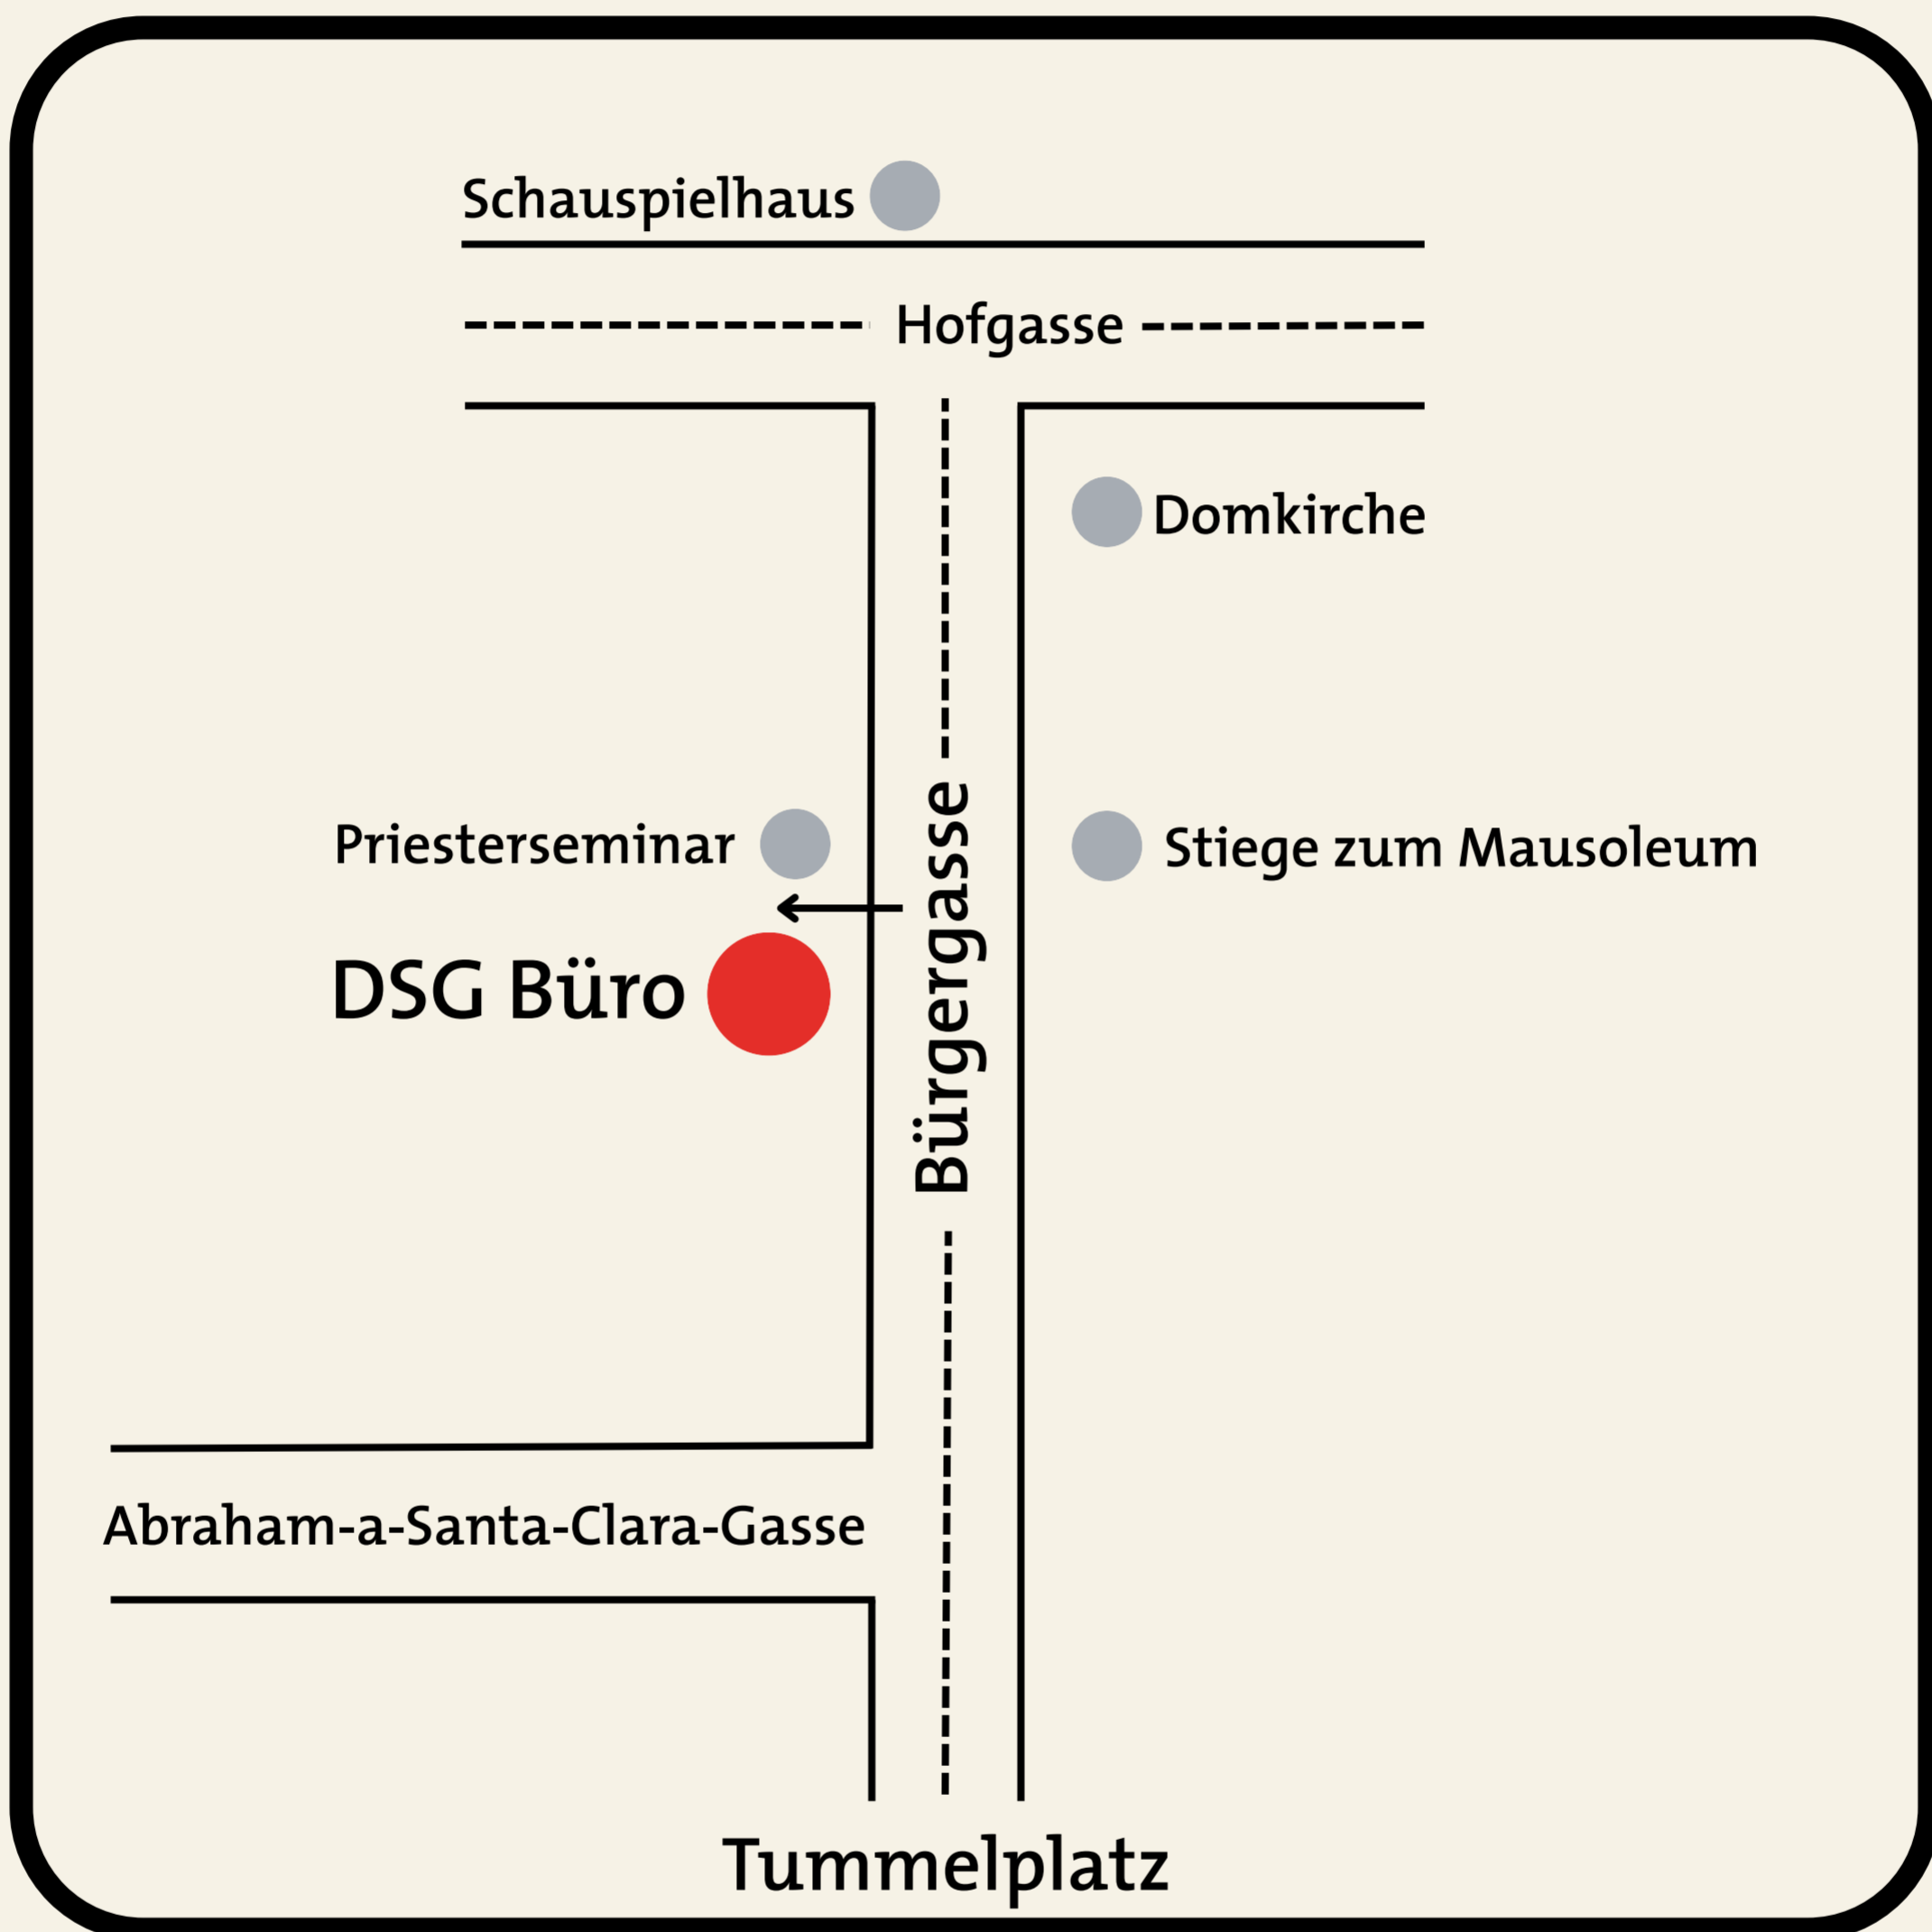 Schauspielhaus
Hofgasse
Domkirche
Priesterseminar
Stiege zum Mausoleum
Bürgergasse
DSG Büro
Abraham-a-Santa-Clara-Gasse
Tummelplatz